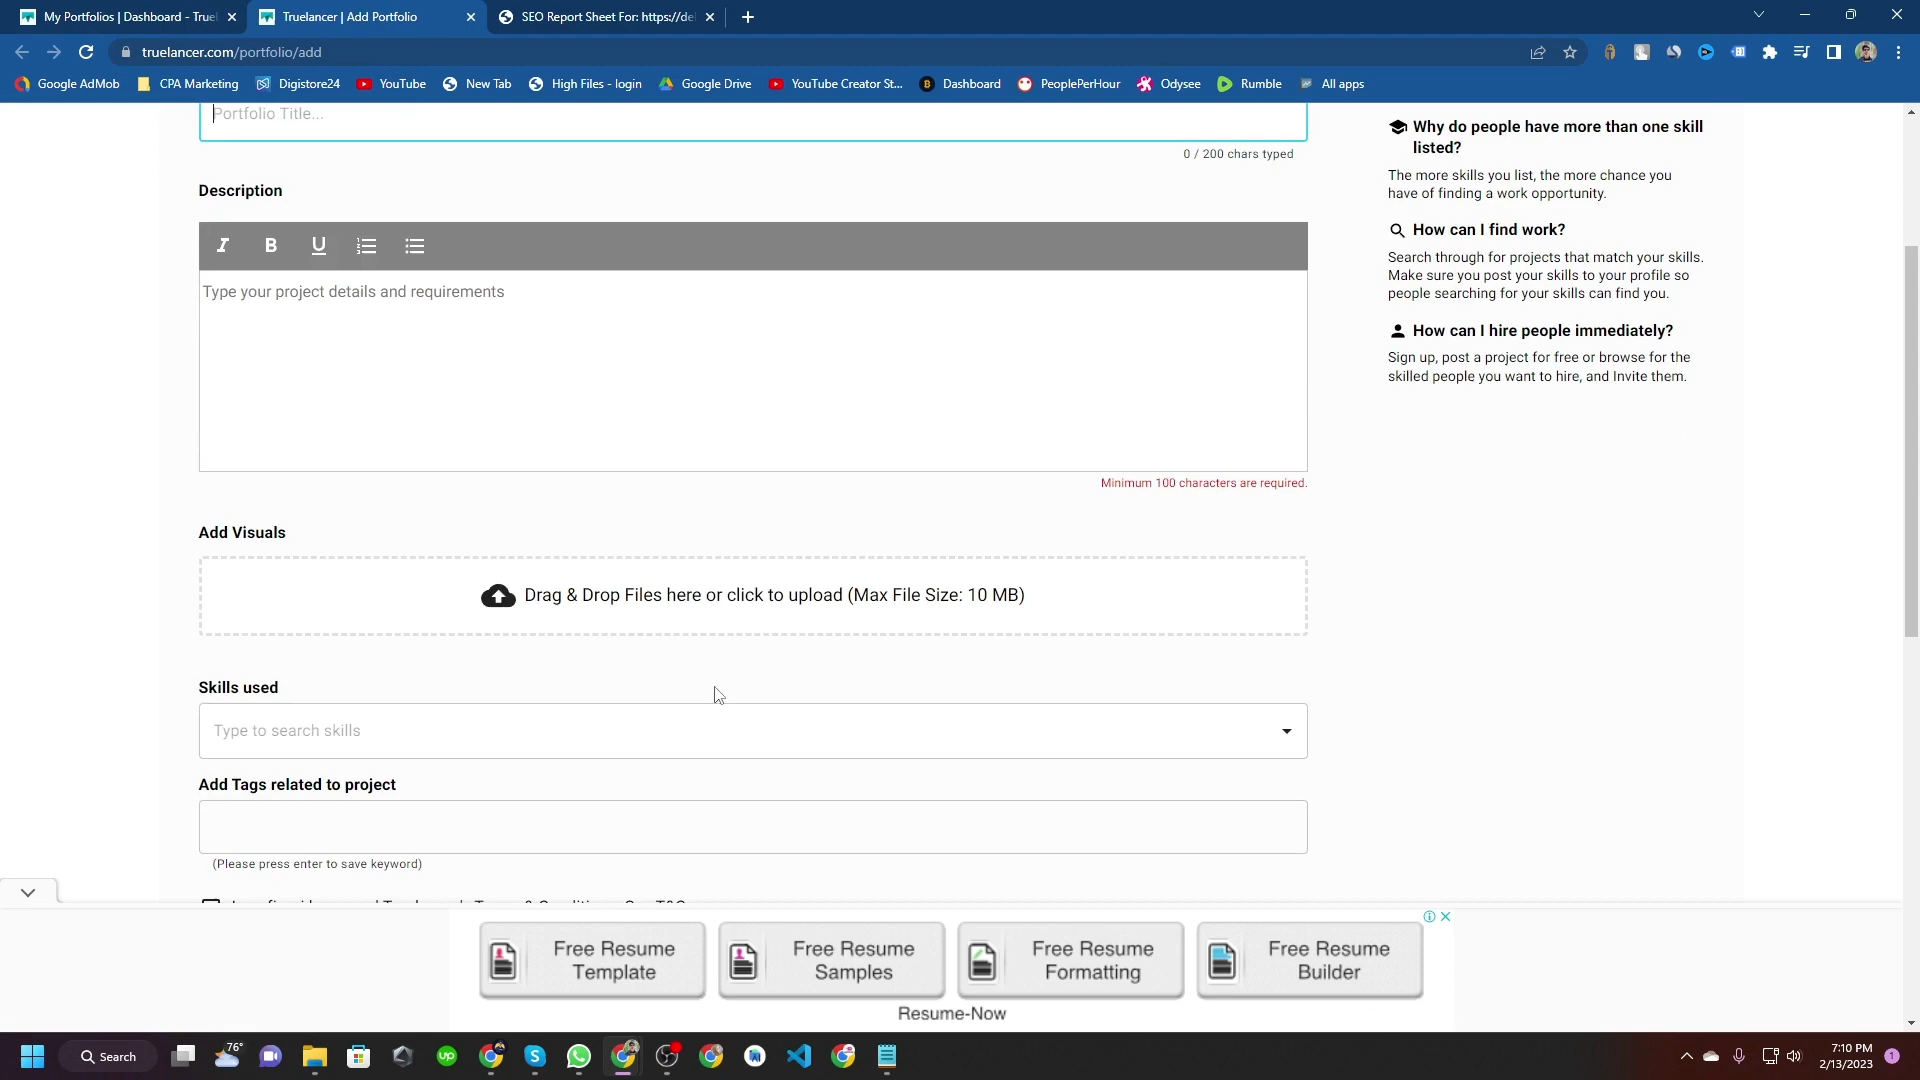 My Portfolios | Dashboard - Truel
Truelancer | Add Portfolio
SEO Report Sheet For: https://de
truelancer.com/portfolio/add
Google AdMob
CPA Marketing
Digistore24
YouTube
New Tab
High Files - login
Google Drive
YouTube Creator St...
Dashboard
PeoplePerHour
Odysee
Rumble
All apps
Portfolio Title...
0 / 200 chars typed
Description
Type your project details and requirements
Minimum 100 characters are required.
Add Visuals
Drag & Drop Files here or click to upload (Max File Size: 10 MB)
Skills used
Type to search skills
Add Tags related to project
(Please press enter to save keyword)
Why do people have more than one skill
listed?
The more skills you list, the more chance you
have of finding a work opportunity.
How can I find work?
Search through for projects that match your skills.
Make sure you post your skills to your profile so
people searching for your skills can find you.
How can I hire people immediately?
Sign up, post a project for free or browse for the
skilled people you want to hire, and Invite them.
Free Resume
Template
Free Resume
Samples
Free Resume
Formatting
Free Resume
Builder
Resume-Now
Search
76°
7:10 PM
2/13/2023
1